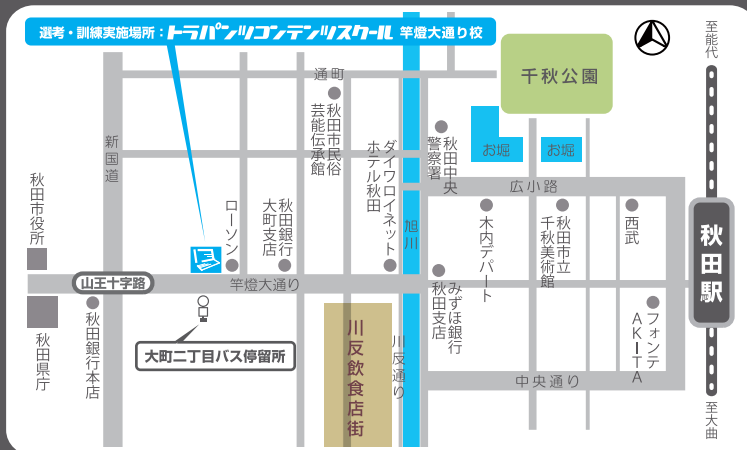 選考・訓練実施場所：トラパンツコンテンツスクール 竿燈大通り校
至能代
千秋公園
通町
新国道
秋田市民俗
芸能伝承館
ダイワロイネット
ホテル秋田
秋田中央
警察署
お堀
お堀
広小路
秋田市役所
ローソン
秋田銀行
大町支店
旭川
木内デパート
秋田市立
千秋美術館
西武
秋田駅
山王十字路
竿燈大通り
みずほ銀行
秋田支店
フォンテ
AKITA
秋田県庁
秋田銀行本店
大町二丁目バス停留所
川反飲食店街
川反通り
中央通り
至大曲